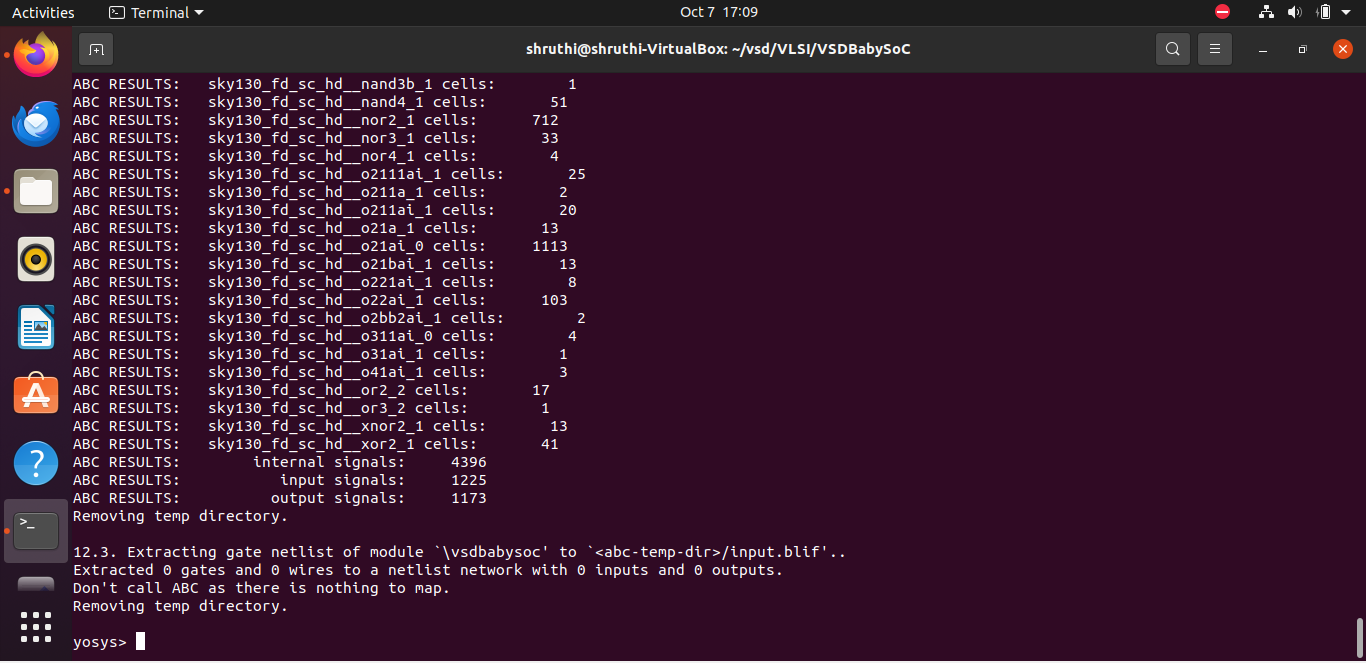 Activities Terminal Oct 7 17:09
shruthi@shruthi-VirtualBox: ~/vsd/VLSI/VSDBabySoC
ABC RESULTS:   sky130_fd_sc_hd__nand3b_1 cells:        1
ABC RESULTS:   sky130_fd_sc_hd__nand4_1 cells:       51
ABC RESULTS:   sky130_fd_sc_hd__nor2_1 cells:      712
ABC RESULTS:   sky130_fd_sc_hd__nor3_1 cells:       33
ABC RESULTS:   sky130_fd_sc_hd__nor4_1 cells:        4
ABC RESULTS:   sky130_fd_sc_hd__o2111ai_1 cells:       25
ABC RESULTS:   sky130_fd_sc_hd__o211a_1 cells:        2
ABC RESULTS:   sky130_fd_sc_hd__o211ai_1 cells:       20
ABC RESULTS:   sky130_fd_sc_hd__o21a_1 cells:       13
ABC RESULTS:   sky130_fd_sc_hd__o21ai_0 cells:     1113
ABC RESULTS:   sky130_fd_sc_hd__o21bai_1 cells:       13
ABC RESULTS:   sky130_fd_sc_hd__o221ai_1 cells:        8
ABC RESULTS:   sky130_fd_sc_hd__o22ai_1 cells:      103
ABC RESULTS:   sky130_fd_sc_hd__o2bb2ai_1 cells:        2
ABC RESULTS:   sky130_fd_sc_hd__o311ai_0 cells:        4
ABC RESULTS:   sky130_fd_sc_hd__o31ai_1 cells:        1
ABC RESULTS:   sky130_fd_sc_hd__o41ai_1 cells:        3
ABC RESULTS:   sky130_fd_sc_hd__or2_2 cells:       17
ABC RESULTS:   sky130_fd_sc_hd__or3_2 cells:        1
ABC RESULTS:   sky130_fd_sc_hd__xnor2_1 cells:       13
ABC RESULTS:   sky130_fd_sc_hd__xor2_1 cells:       41
ABC RESULTS:        internal signals:     4396
ABC RESULTS:           input signals:     1225
ABC RESULTS:          output signals:     1173
Removing temp directory.
12.3. Extracting gate netlist of module `\vsdbabysoc' to `<abc-temp-dir>/input.blif'..
Extracted 0 gates and 0 wires to a netlist network with 0 inputs and 0 outputs.
Don't call ABC as there is nothing to map.
Removing temp directory.
yosys>